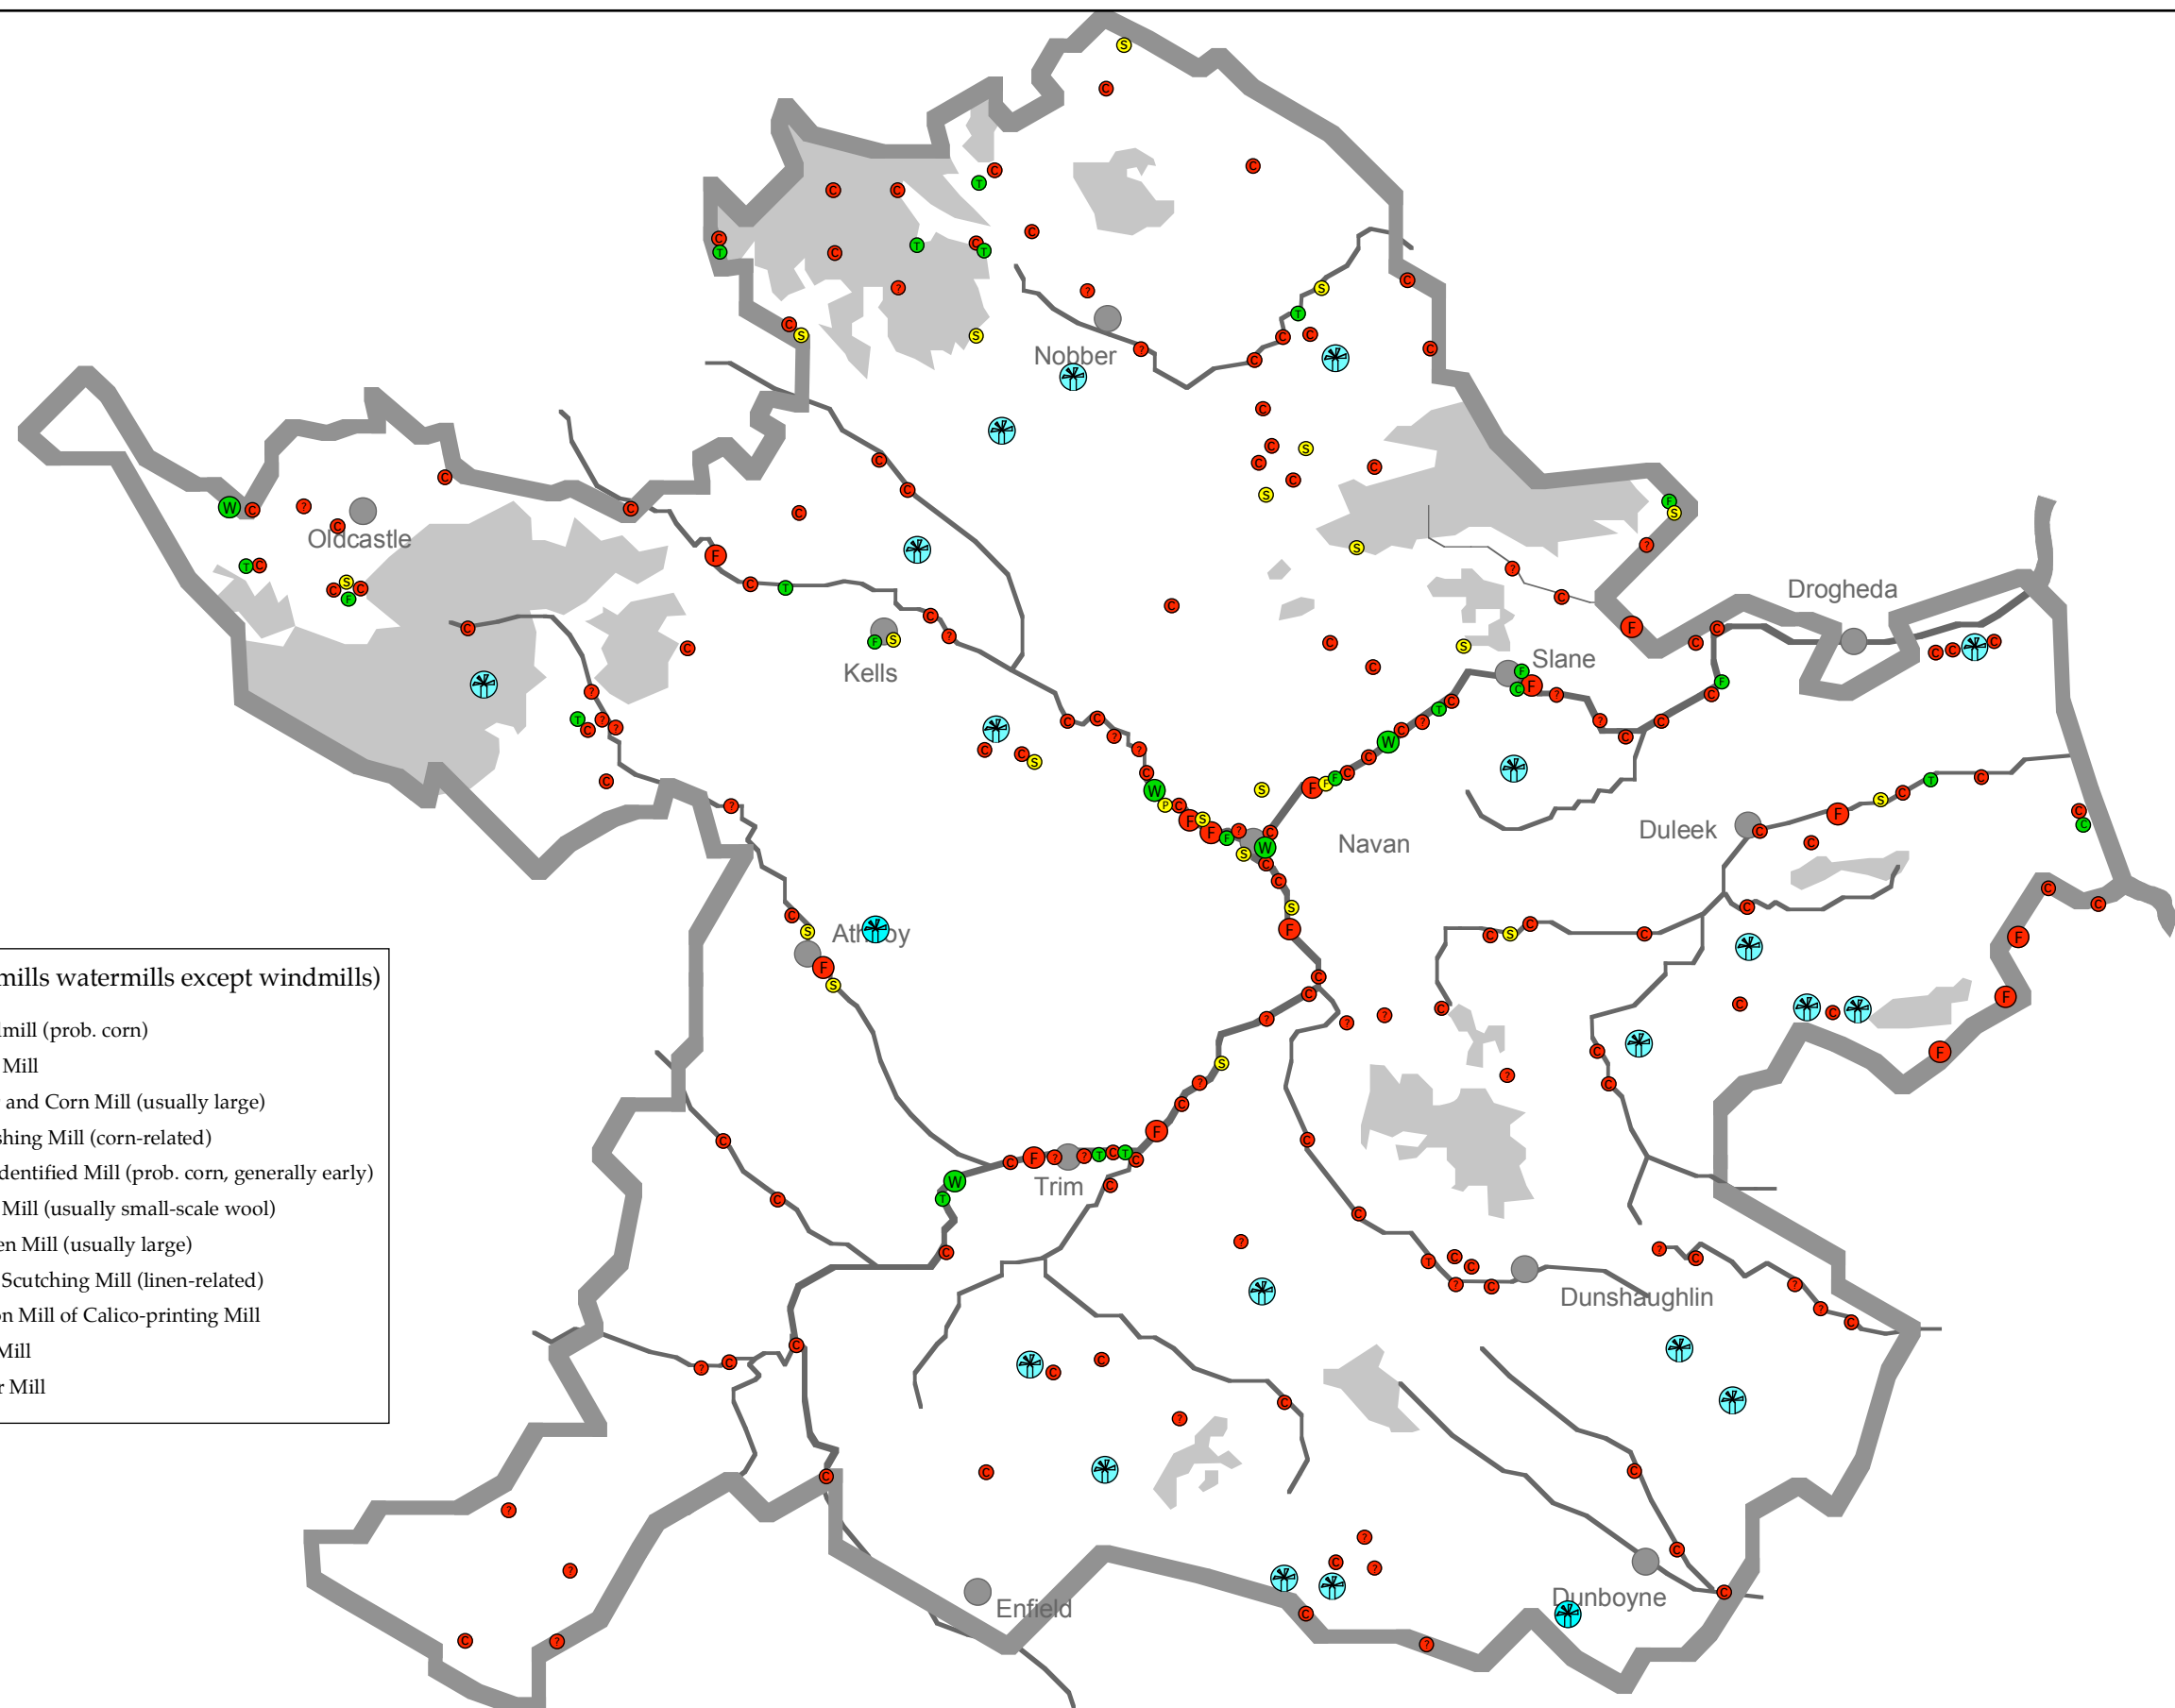 Nobber
Oldcastle
Drogheda
Slane
Kells
Duleek
Navan
Athboy
mills watermills except windmills)
lmill (prob. corn)
Mill
and Corn Mill (usually large)
shing Mill (corn-related)
dentified Mill (prob. corn, generally early)
Mill (usually small-scale wool)
en Mill (usually large)
Scutching Mill (linen-related)
on Mill of Calico-printing Mill
Mill
r Mill
Trim
Dunshaughlin
Dunboyne
Enfield